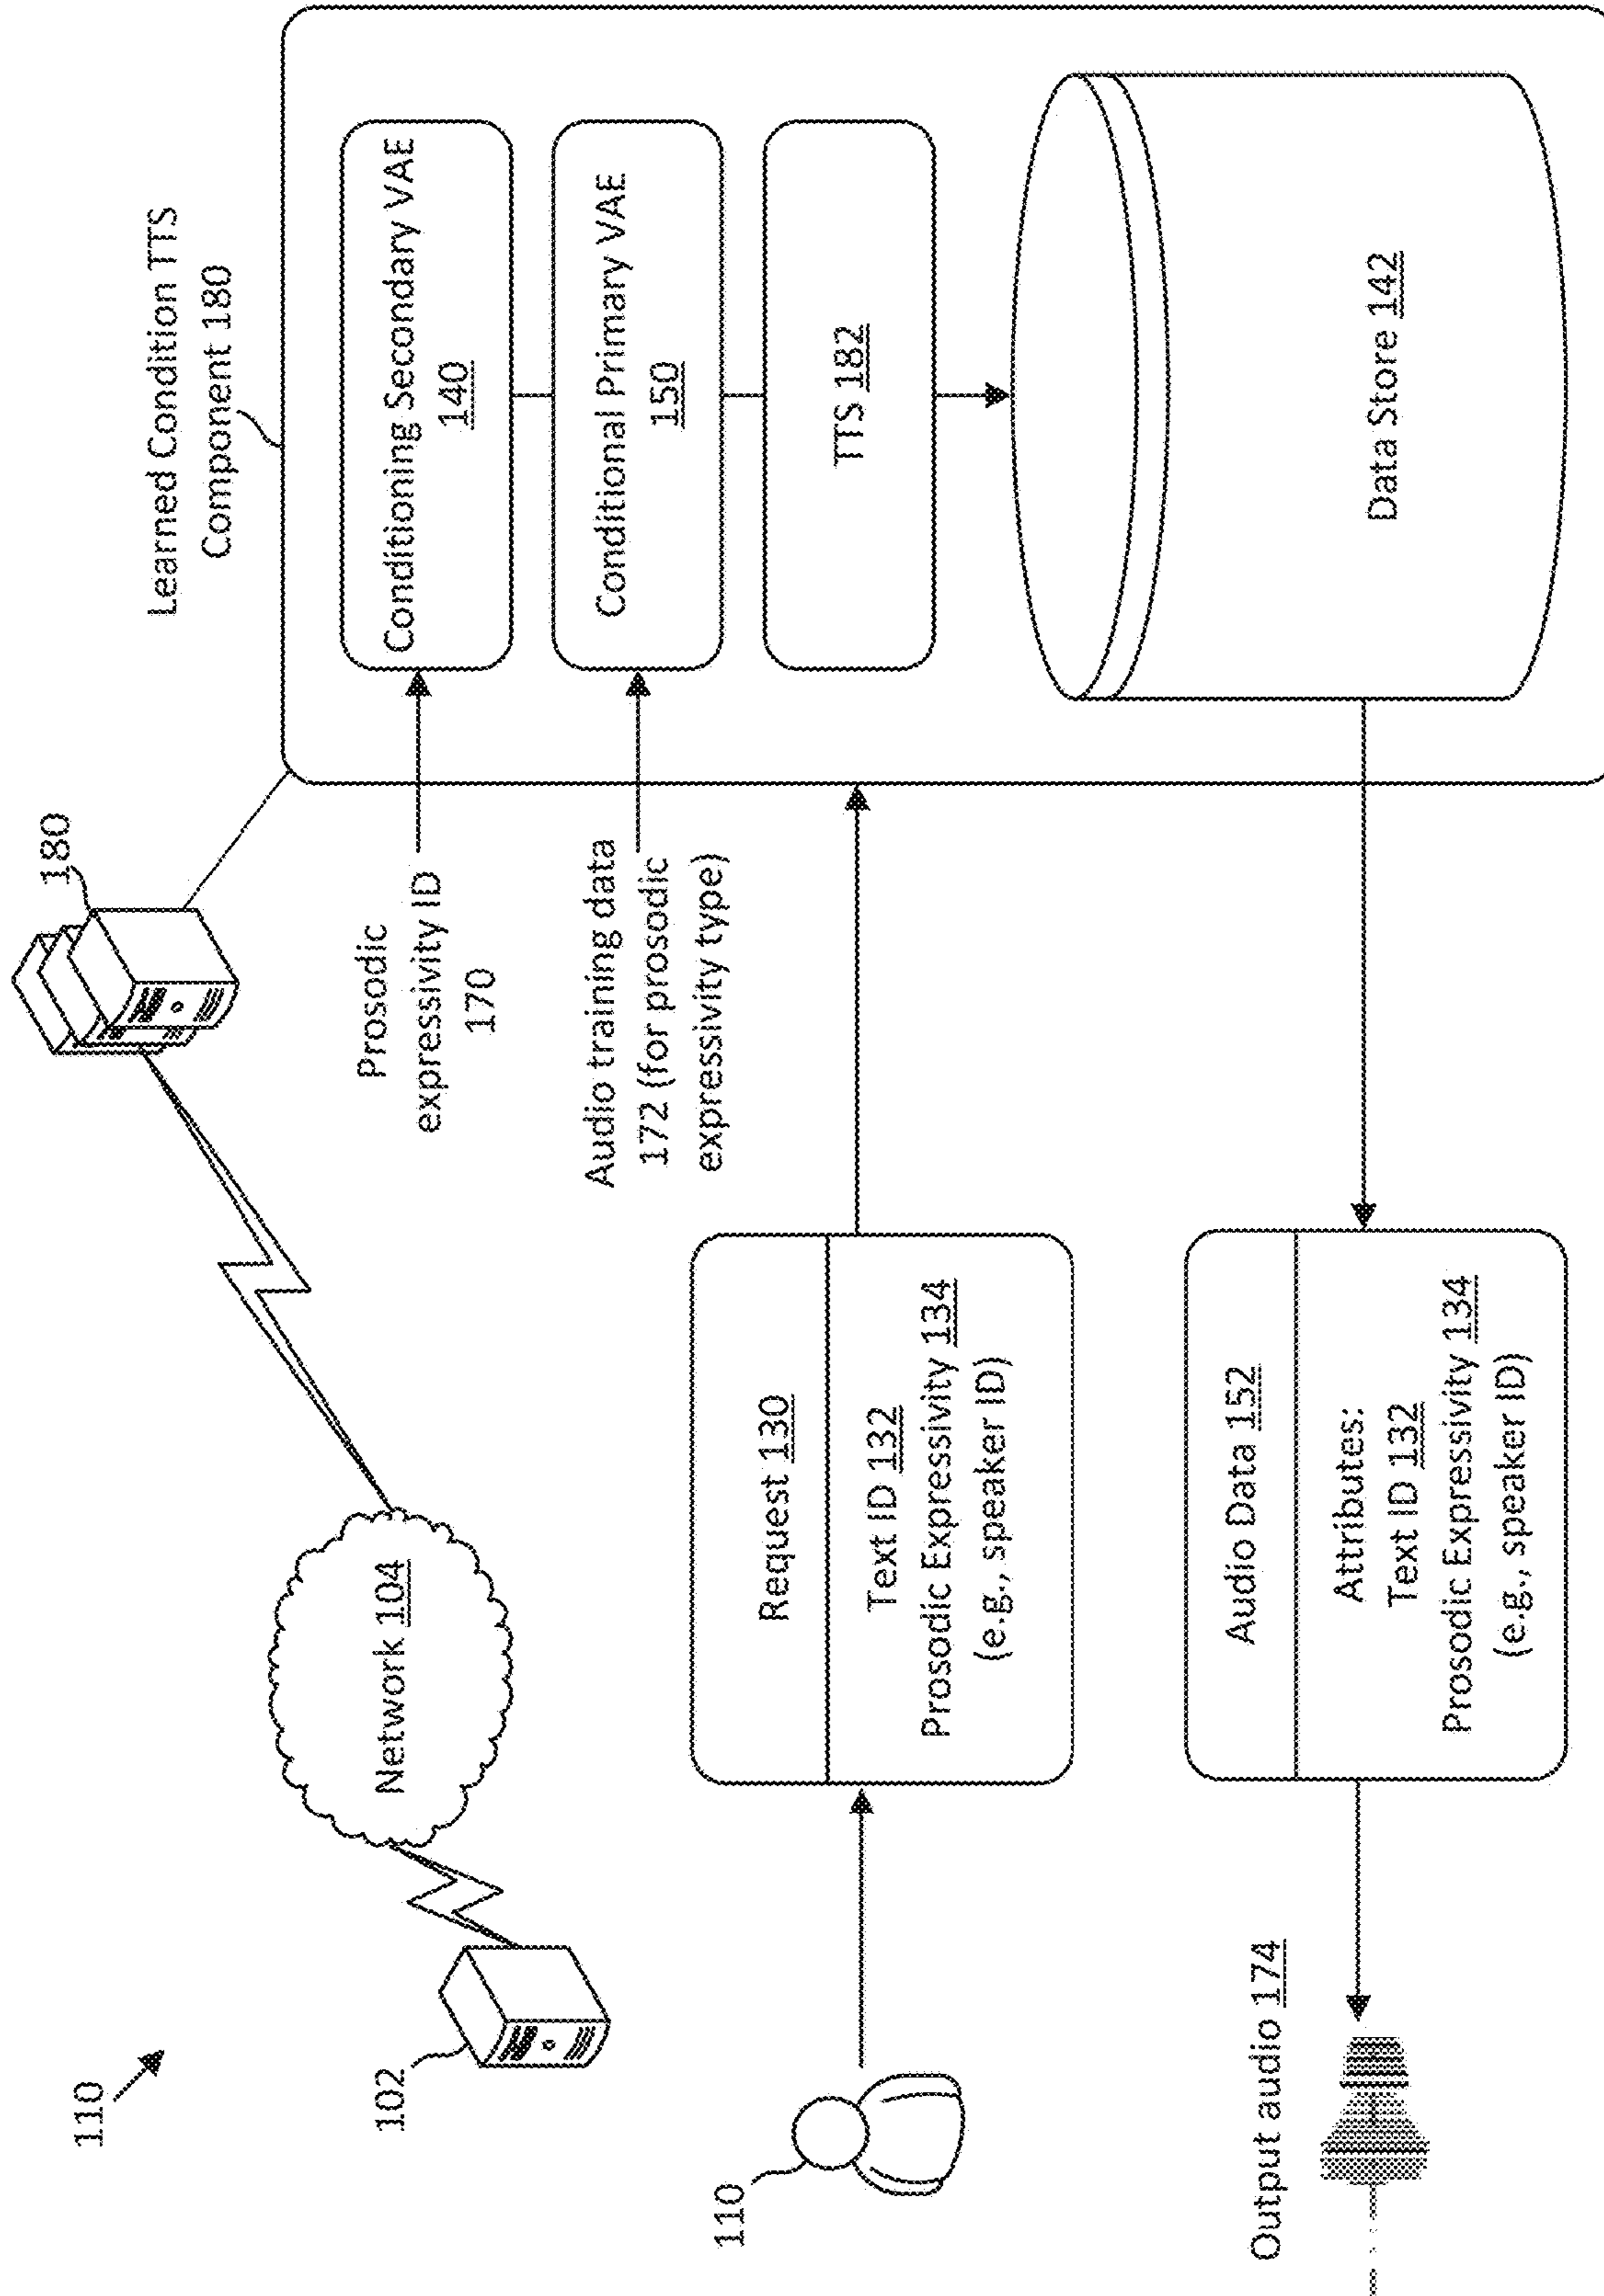 110
102
Network 104
180
Learned Condition TTS
Component 180
Prosodic
expressivity ID
170
Conditioning Secondary VAE
140
Audio training data
172 (for prosodic
expressivity type)
Conditional Primary VAE
150
TTS 182
110
Request 130
Text ID 132
Prosodic Expressivity 134
(e.g., speaker ID)
Data Store 142
Output audio 174
Audio Data 152
Attributes:
Text ID 132
Prosodic Expressivity 134
(e.g., speaker ID)